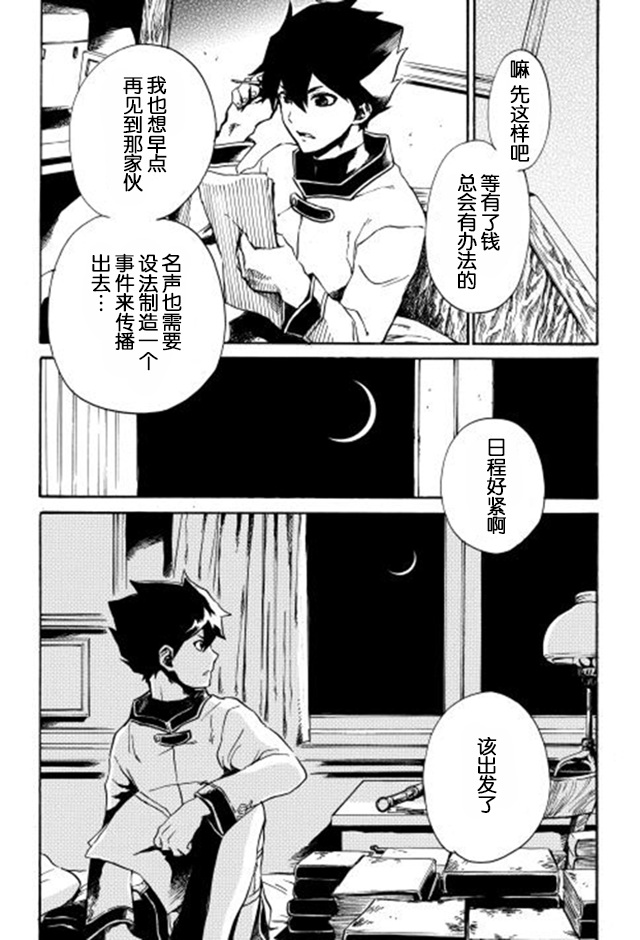 嘛 先这样吧
等有了钱
总会有办法的
我也想早点
再见到那家伙
名声也需要
设法制造一个
事件来传播
出去…
日程好紧啊
该出发了